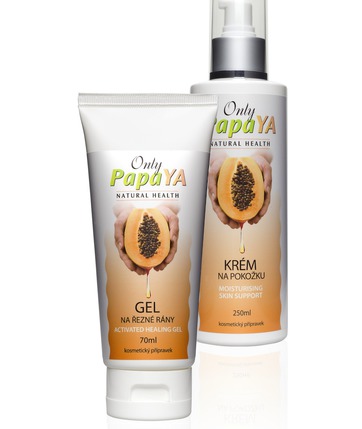 Only
PapaYA
NATURAL HEALTH
GEL
NA ŘEZNÉ RÁNY
ACTIVATED HEALING GEL
70ml
kosmetický přípravek
Only
PapaYA
NATURAL HEALTH
KRÉM
NA POKOŽKU
MOISTURISING
SKIN SUPPORT
250ml
kosmetický přípravek